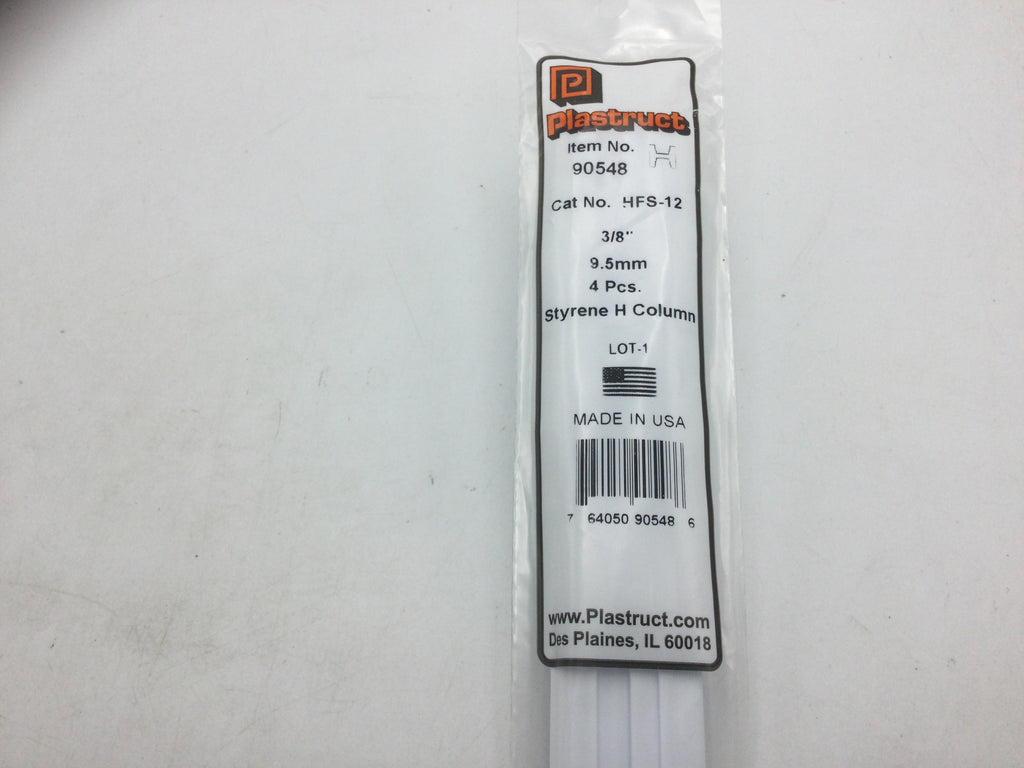 P
Plastruct
Item No.
90548
Cat No. HFS-12
3/8"
9.5mm
4 Pcs.
Styrene H Column
LOT-1
MADE IN USA
7 64050 90548 6
www.Plastruct.com
Des Plaines, IL 60018